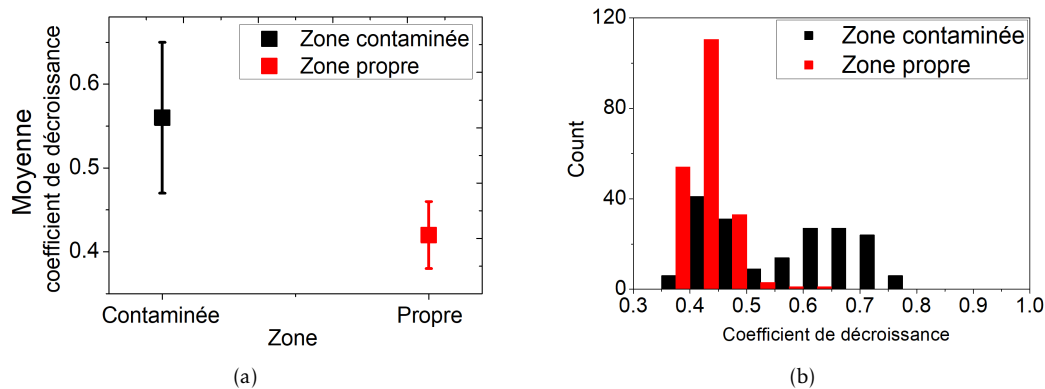 Moyenne
coefficient de décroissance
0.6
0.5
0.4
Zone contaminée
Zone propre
Contaminée
Propre
Zone
(a)
Count
120
80
40
0
Zone contaminée
Zone propre
0.3 0.4 0.5 0.6 0.7 0.8 0.9 1.0
Coefficient de décroissance
(b)